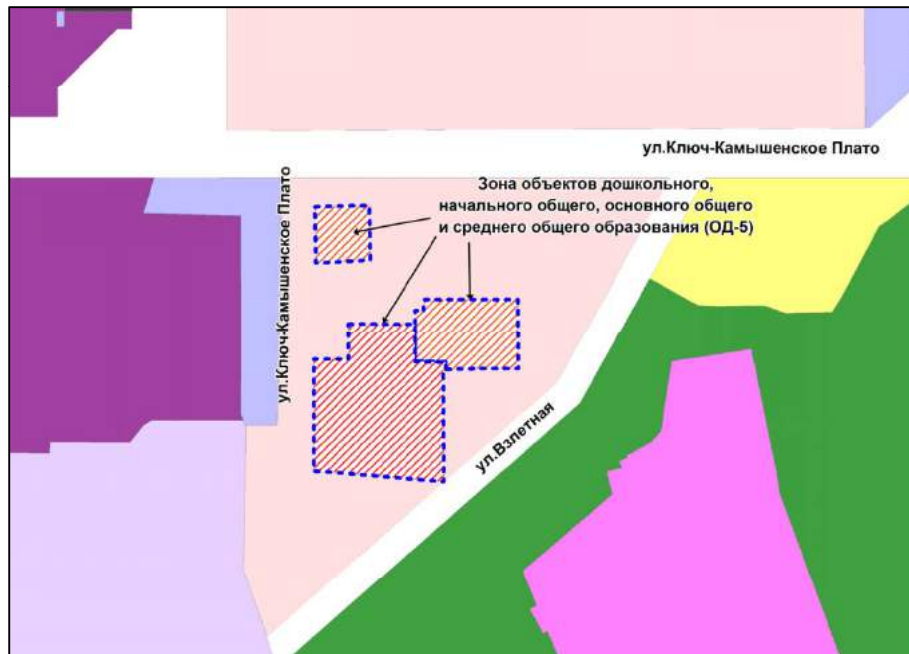 ул.Ключ-Камышенское Плато
Зона объектов дошкольного,
начального общего, основного общего
и среднего общего образования (ОД-5)
ул.Ключ-Камышенское Плато
ул.Взлетная